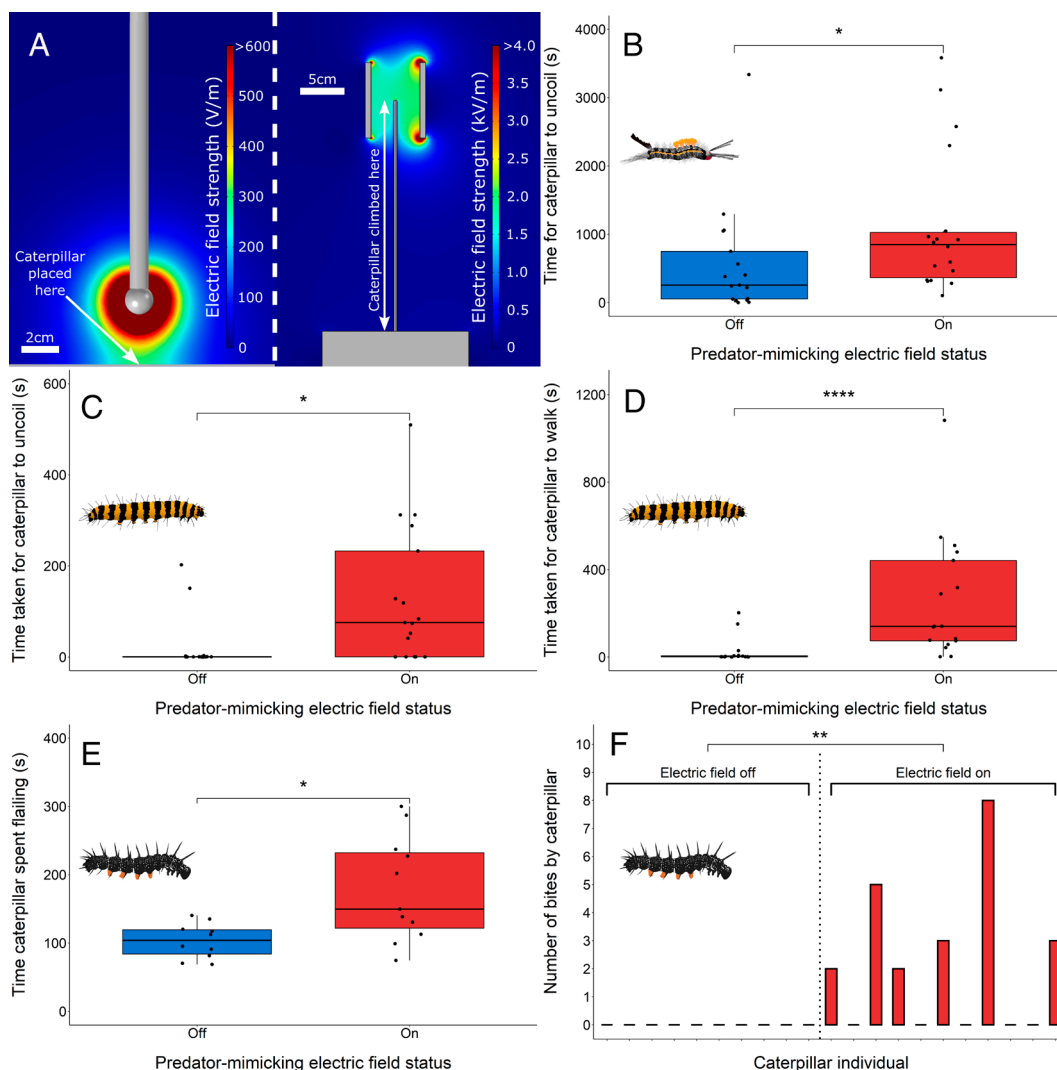 A
>600
500
400
300
200
100
0
Electric field strength (V/m)
Caterpillar
placed
here
2cm
5cm
Caterpillar climbed here
>4.0
3.5
3.0
2.5
2.0
1.5
1.0
0.5
0
Electric field strength (kV/m)
B
*
4000
3000
2000
1000
0
Time for caterpillar to uncoil (s)
Off
On
Predator-mimicking electric field status
C
*
600
400
200
0
Time taken for caterpillar to uncoil (s)
Off
On
Predator-mimicking electric field status
D
****
1200
800
400
0
Time taken for caterpillar to walk (s)
Off
On
Predator-mimicking electric field status
E
*
400
300
200
100
0
Time caterpillar spent flailing (s)
Off
On
Predator-mimicking electric field status
F
**
Electric field off
Electric field on
10
9
8
7
6
5
4
3
2
1
0
Number of bites by caterpillar
Caterpillar individual